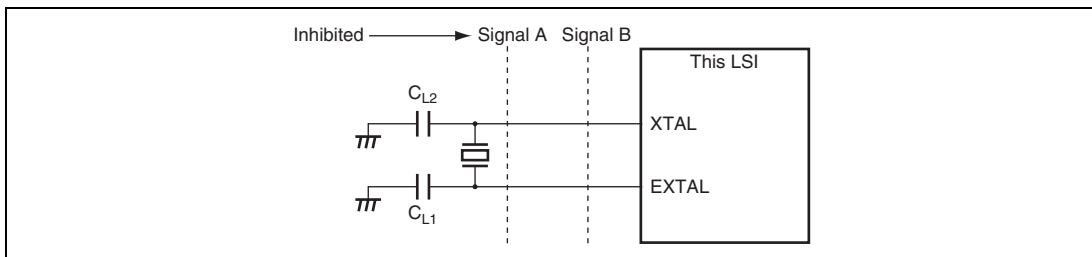 Inhibited Signal A Signal B
This LSI
CL2
XTAL
EXTAL
CL1